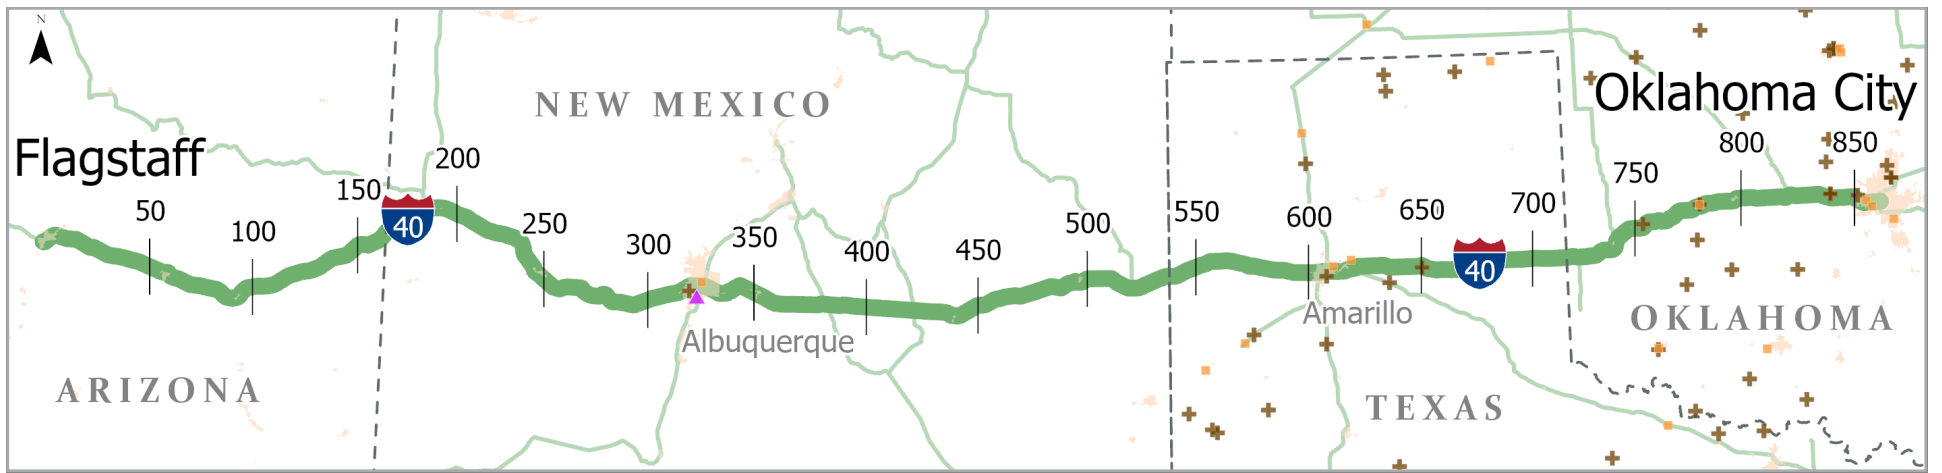 N
NEW MEXICO
Oklahoma City
Flagstaff
50
100
150
40
200
250
300
350
400
450
500
550
600
650
40
700
750
800
850
Albuquerque
Amarillo
ARIZONA
TEXAS
OKLAHOMA